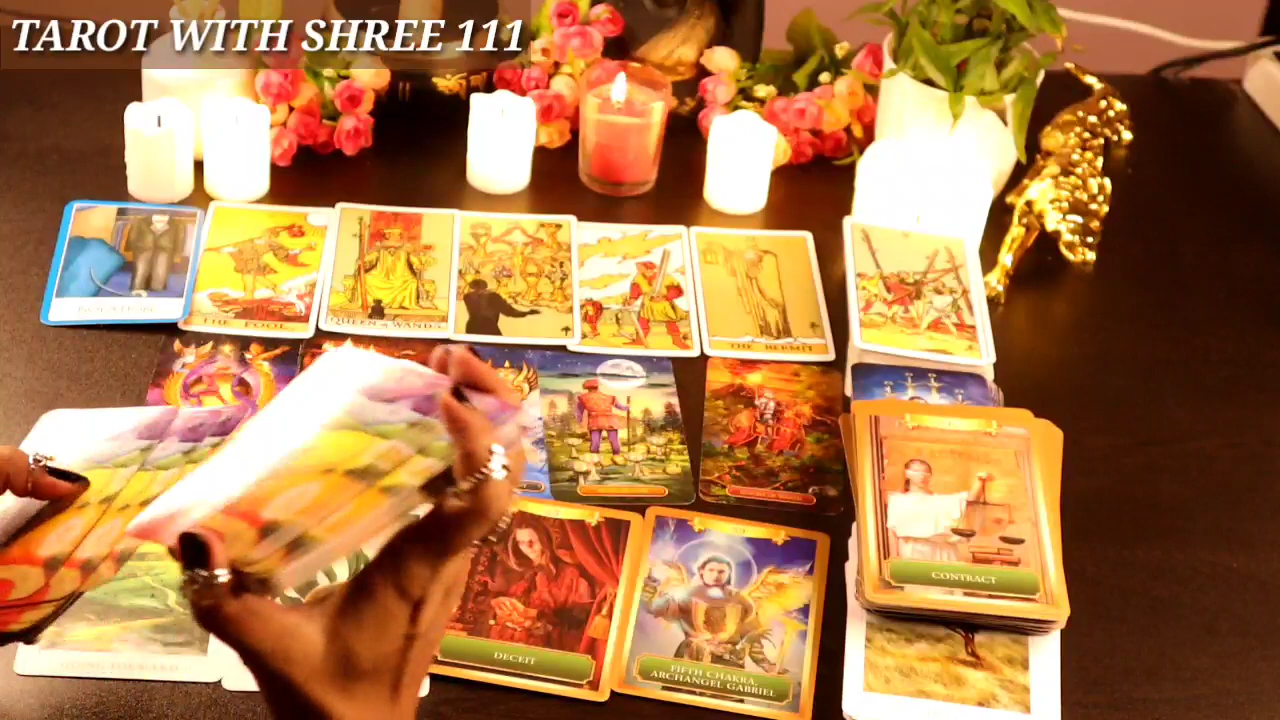 TAROT WITH SHREE 111
THE FOOL.
QUEEN of WANDS.
THE HERMIT.
CONTRACT
DECEIT
FIFTH CHAKRA,
ARCHANGEL GABRIEL